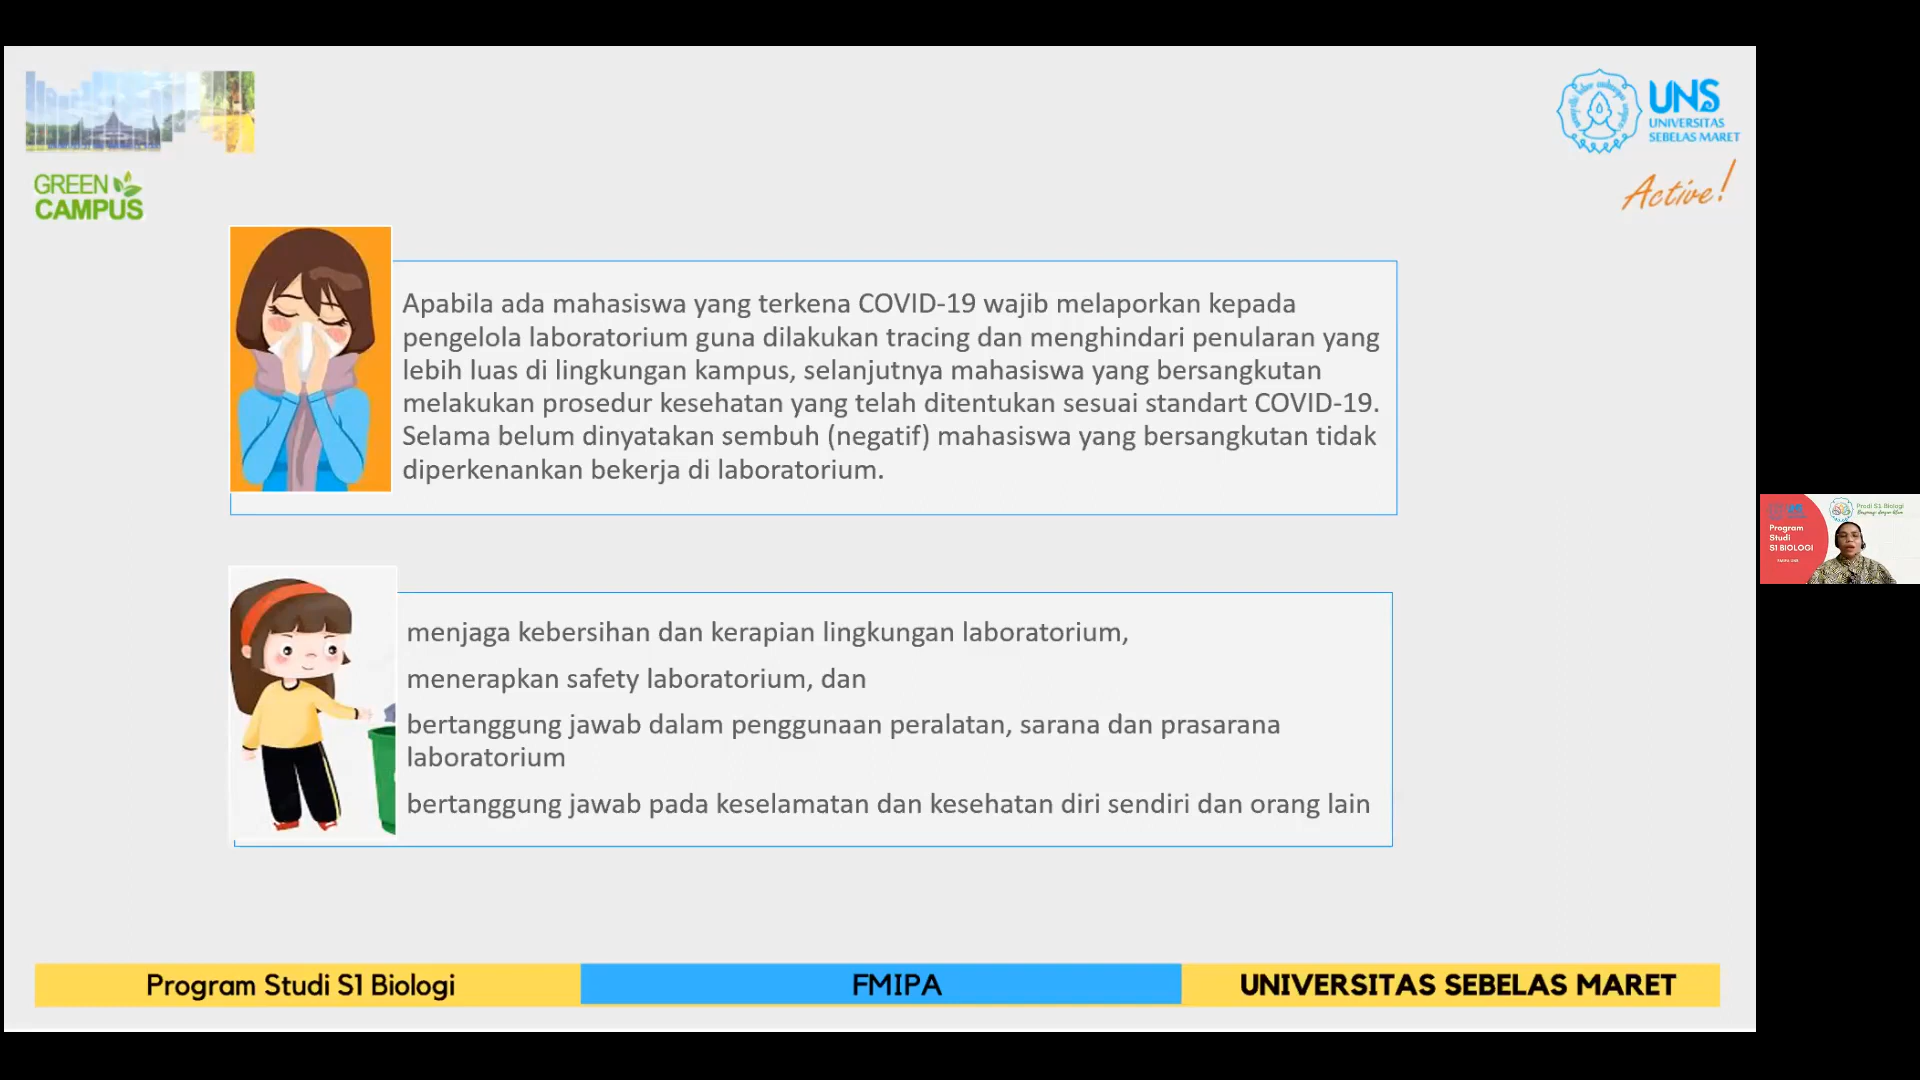 GREEN
CAMPUS
UNS
UNIVERSITAS
SEBELAS MARET
Active!
Apabila ada mahasiswa yang terkena COVID-19 wajib melaporkan kepada
pengelola laboratorium guna dilakukan tracing dan menghindari penularan yang
lebih luas di lingkungan kampus, selanjutnya mahasiswa yang bersangkutan
melakukan prosedur kesehatan yang telah ditentukan sesuai standart COVID-19.
Selama belum dinyatakan sembuh (negatif) mahasiswa yang bersangkutan tidak
diperkenankan bekerja di laboratorium.
menjaga kebersihan dan kerapian lingkungan laboratorium,
menerapkan safety laboratorium, dan
bertanggung jawab dalam penggunaan peralatan, sarana dan prasarana
laboratorium
bertanggung jawab pada keselamatan dan kesehatan diri sendiri dan orang lain
Program Studi S1 Biologi
FMIPA
UNIVERSITAS SEBELAS MARET
Prodi S1 Biologi
Program
Studi
S1 BIOLOGI